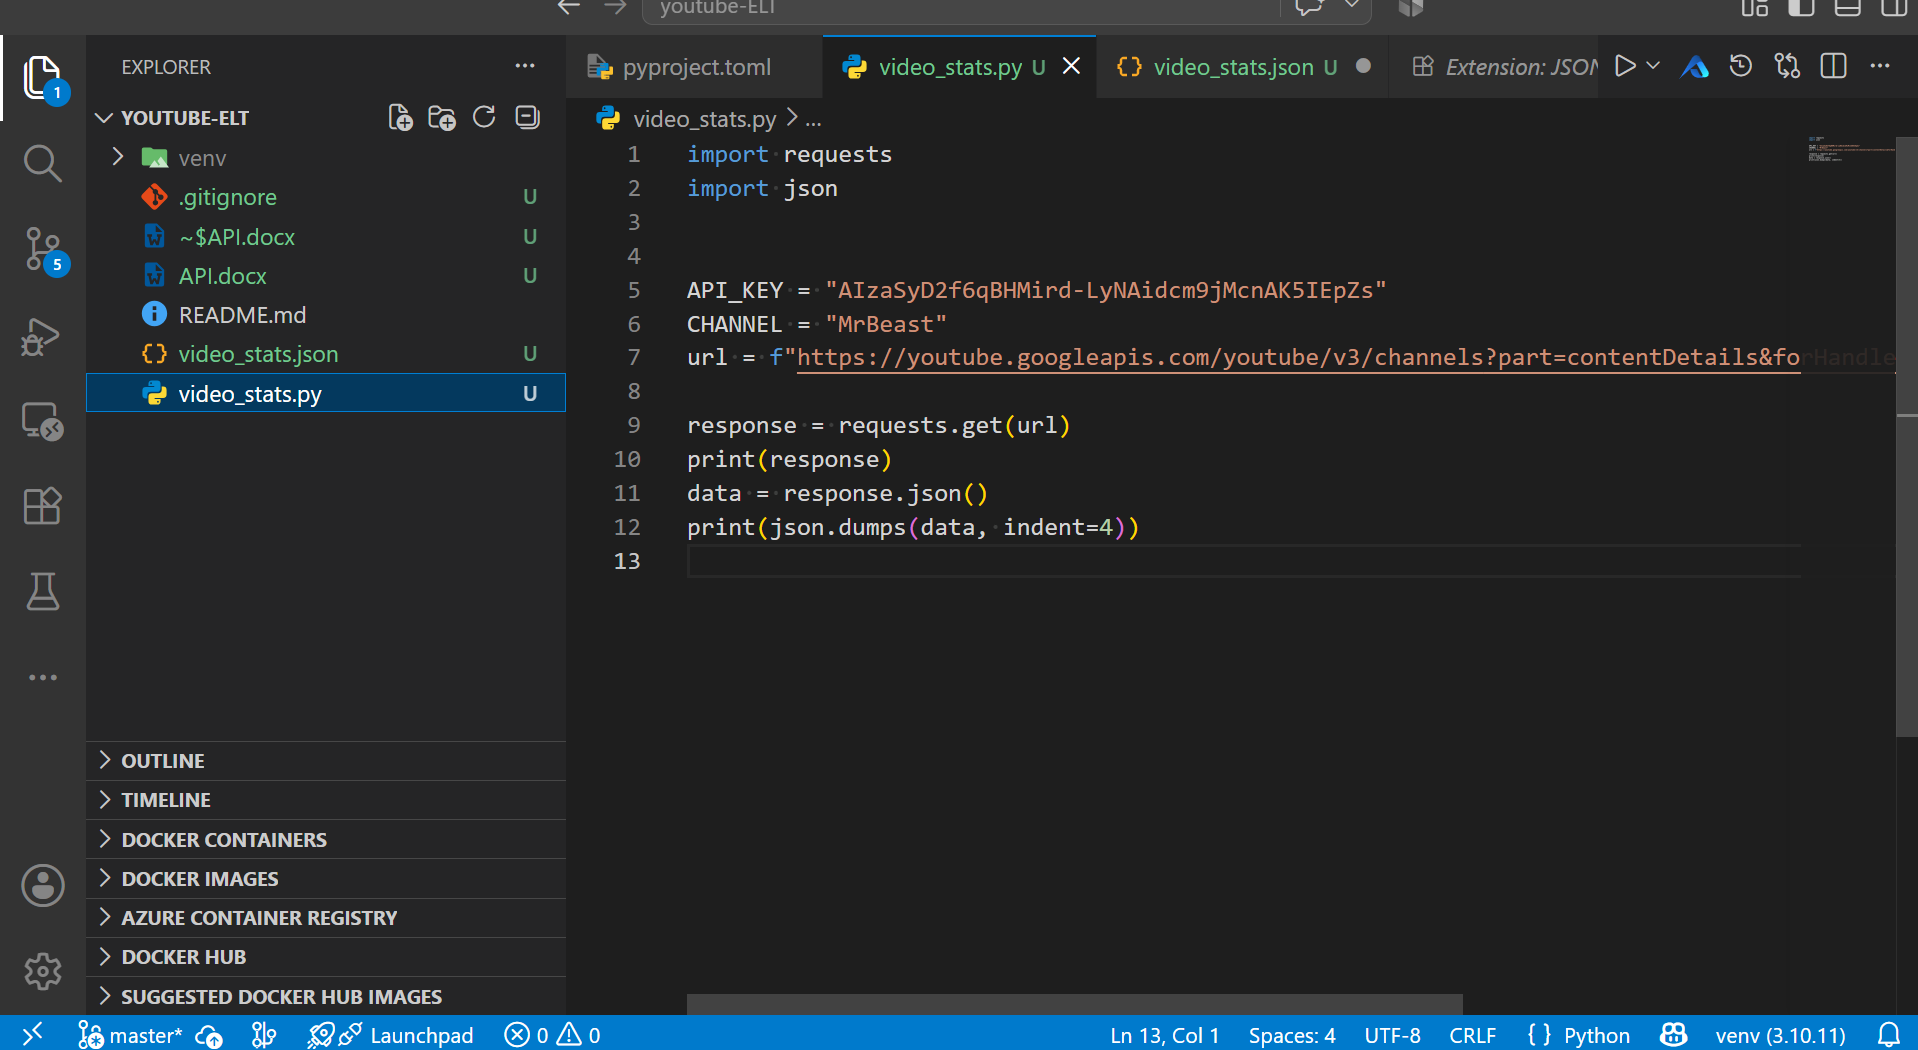 youtube-ELT
EXPLORER
YOUTUBE-ELT
venv
.gitignore U
~$API.docx U
API.docx U
README.md
video_stats.json U
video_stats.py U
OUTLINE
TIMELINE
DOCKER CONTAINERS
DOCKER IMAGES
AZURE CONTAINER REGISTRY
DOCKER HUB
SUGGESTED DOCKER HUB IMAGES
1
5
pyproject.toml
video_stats.py U
video_stats.json U
Extension: JSON
video_stats.py > ...
1 import requests
2 import json
3
4
5 API_KEY = "AIzaSyD2f6qBHMird-LyNAidcm9jMcnAK5IEpZs"
6 CHANNEL = "MrBeast"
7 url = f"https://youtube.googleapis.com/youtube/v3/channels?part=contentDetails&forHandle
8
9 response = requests.get(url)
10 print(response)
11 data = response.json()
12 print(json.dumps(data, indent=4))
13
master* Launchpad 0 0 Ln 13, Col 1 Spaces: 4 UTF-8 CRLF { } Python venv (3.10.11)